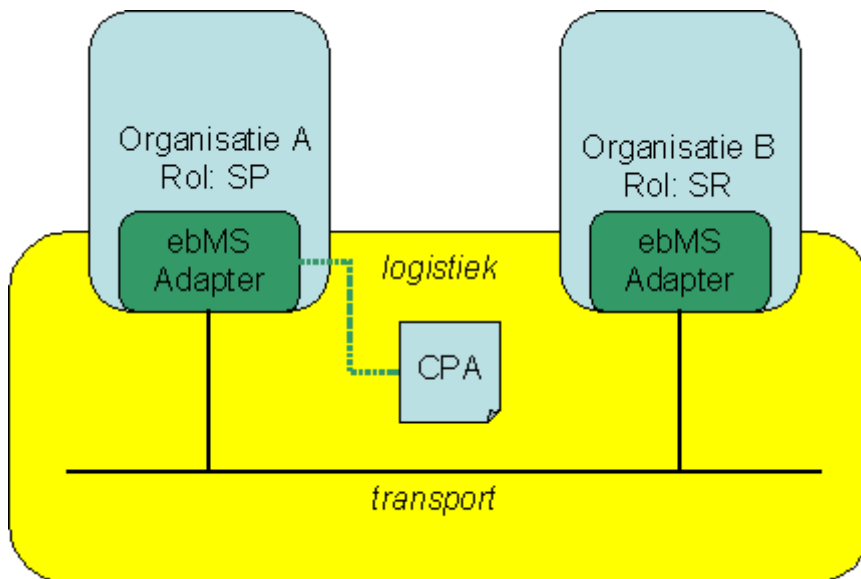 Organisatie A
Rol: SP
ebMS
Adapter
Organisatie B
Rol: SR
ebMS
Adapter
logistiek
CPA
transport